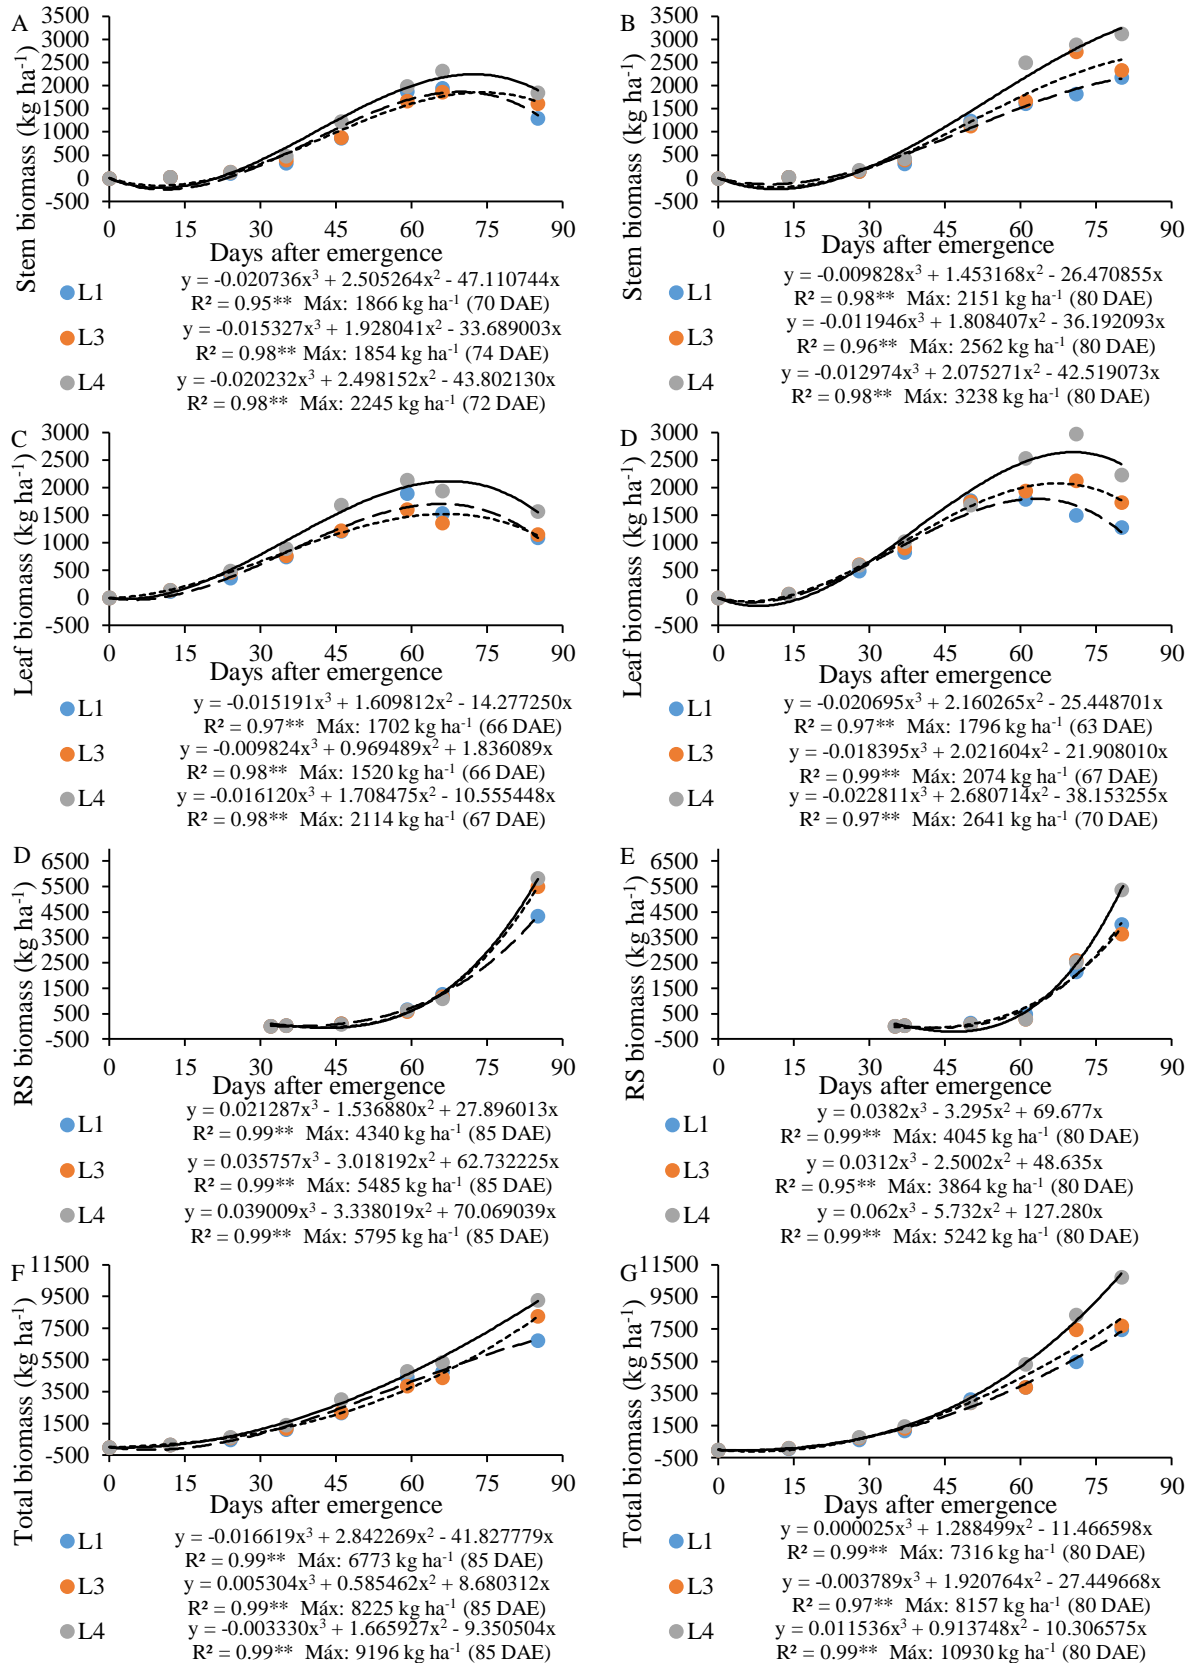 A
Stem biomass (kg ha-1)
3500
3000
2500
2000
1500
1000
500
0
-500
0 15 30 45 60 75 90
Days after emergence
L1
y = -0.020736x³ + 2.505264x² - 47.110744x
R² = 0.95** Máx: 1866 kg ha-1 (70 DAE)
L3
y = -0.015327x³ + 1.928041x² - 33.689003x
R² = 0.98** Máx: 1854 kg ha-1 (74 DAE)
L4
y = -0.020232x³ + 2.498152x² - 43.802130x
R² = 0.98** Máx: 2245 kg ha-1 (72 DAE)
B
Stem biomass (kg ha-1)
3500
3000
2500
2000
1500
1000
500
0
-500
0 15 30 45 60 75 90
Days after emergence
L1
y = -0.009828x³ + 1.453168x² - 26.470855x
R² = 0.98** Máx: 2151 kg ha-1 (80 DAE)
L3
y = -0.011946x³ + 1.808407x² - 36.192093x
R² = 0.96** Máx: 2562 kg ha-1 (80 DAE)
L4
y = -0.012974x³ + 2.075271x² - 42.519073x
R² = 0.98** Máx: 3238 kg ha-1 (80 DAE)
C
Leaf biomass (kg ha-1)
3000
2500
2000
1500
1000
500
0
-500
0 15 30 45 60 75 90
Days after emergence
L1
y = -0.015191x³ + 1.609812x² - 14.277250x
R² = 0.97** Máx: 1702 kg ha-1 (66 DAE)
L3
y = -0.009824x³ + 0.969489x² + 1.836089x
R² = 0.98** Máx: 1520 kg ha-1 (66 DAE)
L4
y = -0.016120x³ + 1.708475x² - 10.555448x
R² = 0.98** Máx: 2114 kg ha-1 (67 DAE)
D
Leaf biomass (kg ha-1)
3000
2500
2000
1500
1000
500
0
-500
0 15 30 45 60 75 90
Days after emergence
L1
y = -0.020695x³ + 2.160265x² - 25.448701x
R² = 0.97** Máx: 1796 kg ha-1 (63 DAE)
L3
y = -0.018395x³ + 2.021604x² - 21.908010x
R² = 0.99** Máx: 2074 kg ha-1 (67 DAE)
L4
y = -0.022811x³ + 2.680714x² - 38.153255x
R² = 0.97** Máx: 2641 kg ha-1 (70 DAE)
D
RS biomass (kg ha-1)
6500
5500
4500
3500
2500
1500
500
-500
0 15 30 45 60 75 90
Days after emergence
L1
y = 0.021287x³ - 1.536880x² + 27.896013x
R² = 0.99** Máx: 4340 kg ha-1 (85 DAE)
L3
y = 0.035757x³ - 3.018192x² + 62.732225x
R² = 0.99** Máx: 5485 kg ha-1 (85 DAE)
L4
y = 0.039009x³ - 3.338019x² + 70.069039x
R² = 0.99** Máx: 5795 kg ha-1 (85 DAE)
E
RS biomass (kg ha-1)
6500
5500
4500
3500
2500
1500
500
-500
0 15 30 45 60 75 90
Days after emergence
L1
y = 0.0382x³ - 3.295x² + 69.677x
R² = 0.99** Máx: 4045 kg ha-1 (80 DAE)
L3
y = 0.0312x³ - 2.5002x² + 48.635x
R² = 0.95** Máx: 3864 kg ha-1 (80 DAE)
L4
y = 0.062x³ - 5.732x² + 127.280x
R² = 0.99** Máx: 5242 kg ha-1 (80 DAE)
F
Total biomass (kg ha-1)
11500
9500
7500
5500
3500
1500
-500
0 15 30 45 60 75 90
Days after emergence
L1
y = -0.016619x³ + 2.842269x² - 41.827779x
R² = 0.99** Máx: 6773 kg ha-1 (85 DAE)
L3
y = 0.005304x³ + 0.585462x² + 8.680312x
R² = 0.99** Máx: 8225 kg ha-1 (85 DAE)
L4
y = -0.003330x³ + 1.665927x² - 9.350504x
R² = 0.99** Máx: 9196 kg ha-1 (85 DAE)
G
Total biomass (kg ha-1)
11500
9500
7500
5500
3500
1500
-500
0 15 30 45 60 75 90
Days after emergence
L1
y = 0.000025x³ + 1.288499x² - 11.466598x
R² = 0.99** Máx: 7316 kg ha-1 (80 DAE)
L3
y = -0.003789x³ + 1.920764x² - 27.449668x
R² = 0.97** Máx: 8157 kg ha-1 (80 DAE)
L4
y = 0.011536x³ + 0.913748x² - 10.306575x
R² = 0.99** Máx: 10930 kg ha-1 (80 DAE)